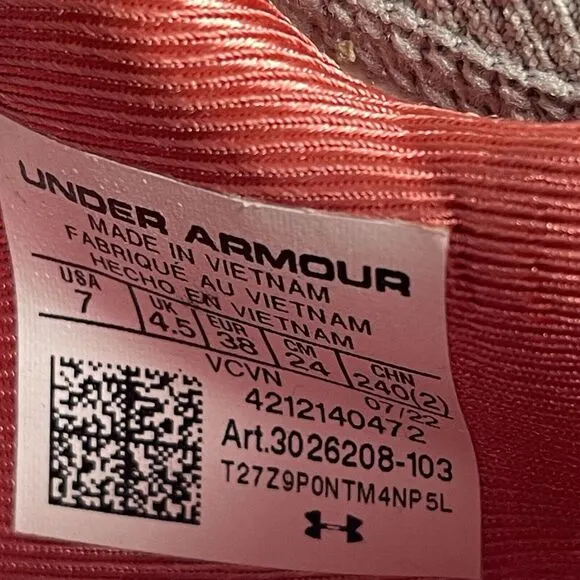 UNDER ARMOUR
MADE IN VIETNAM
FABRIQUÉ AU VIETNAM
HECHO EN VIETNAM
USA UK EUR CM CHN
7 4.5 38 24 240(2)
VCVN 07/22
4212140472
Art.3026208-103
T27Z9P0NTM4NP5L